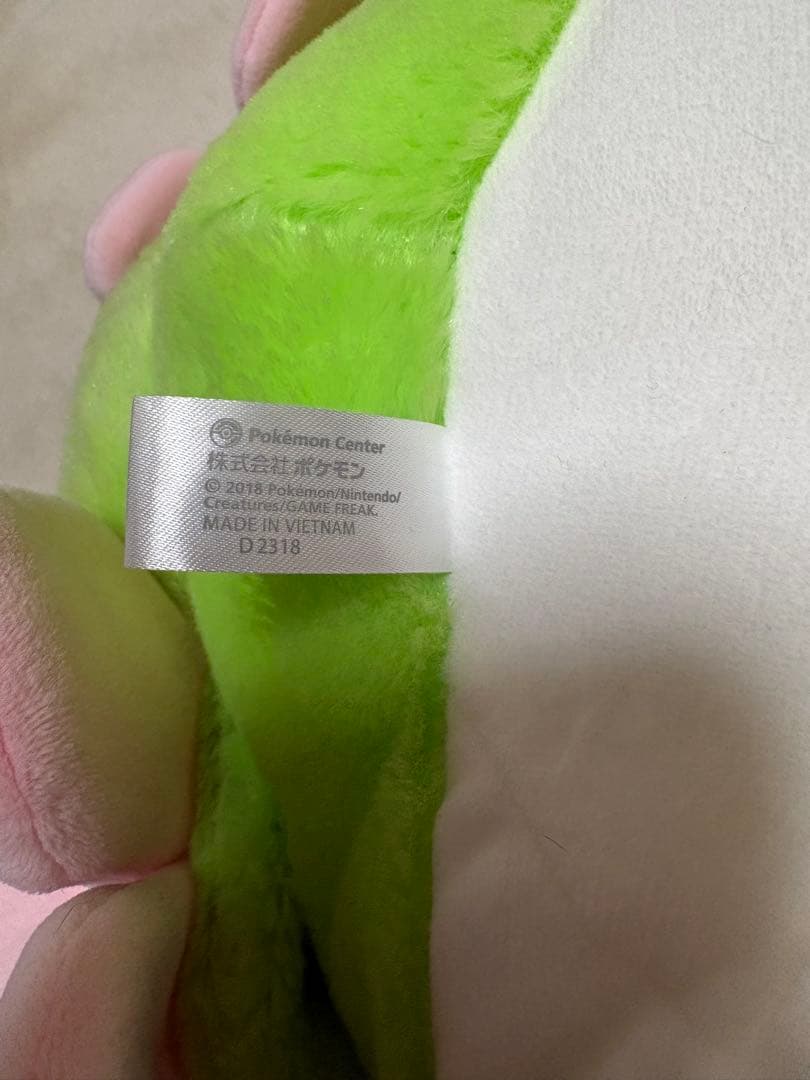 Pokémon Center
株式会社ポケモン
© 2018 Pokémon/Nintendo/
Creatures/GAME FREAK.
MADE IN VIETNAM
D2318